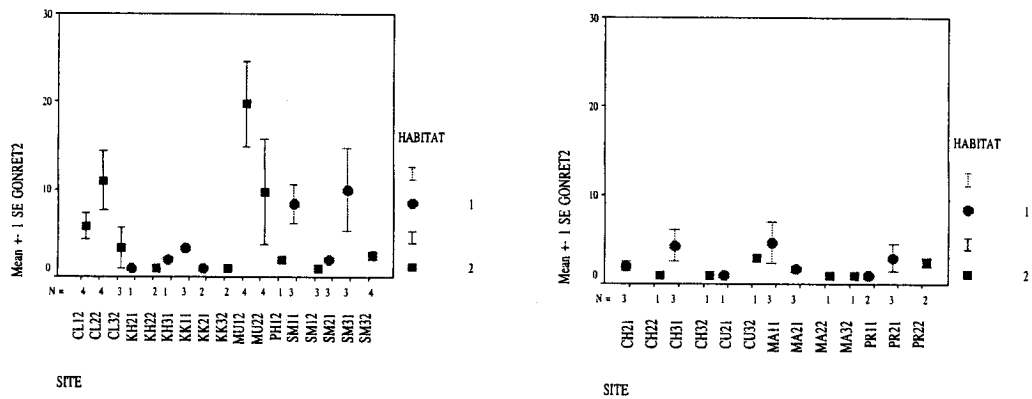 30
20
10
0
Mean +- 1 SE GONRET2
N = 4 4 3 1 2 1 3 2 2 4 4 1 3 3 3 3 4
CL12 CL22 CL32 KH21 KH22 KH31 KK11 KK21 KK32 MU12 MU22 PH12 SM11 SM12 SM21 SM31 SM32
SITE
HABITAT
1
2
30
20
10
0
Mean +- 1 SE GONRET2
N = 3 1 3 1 1 1 3 3 1 1 2 3 2
CH21 CH22 CH31 CH32 CU21 CU32 MA11 MA21 MA22 MA32 PR11 PR21 PR22
SITE
HABITAT
1
2